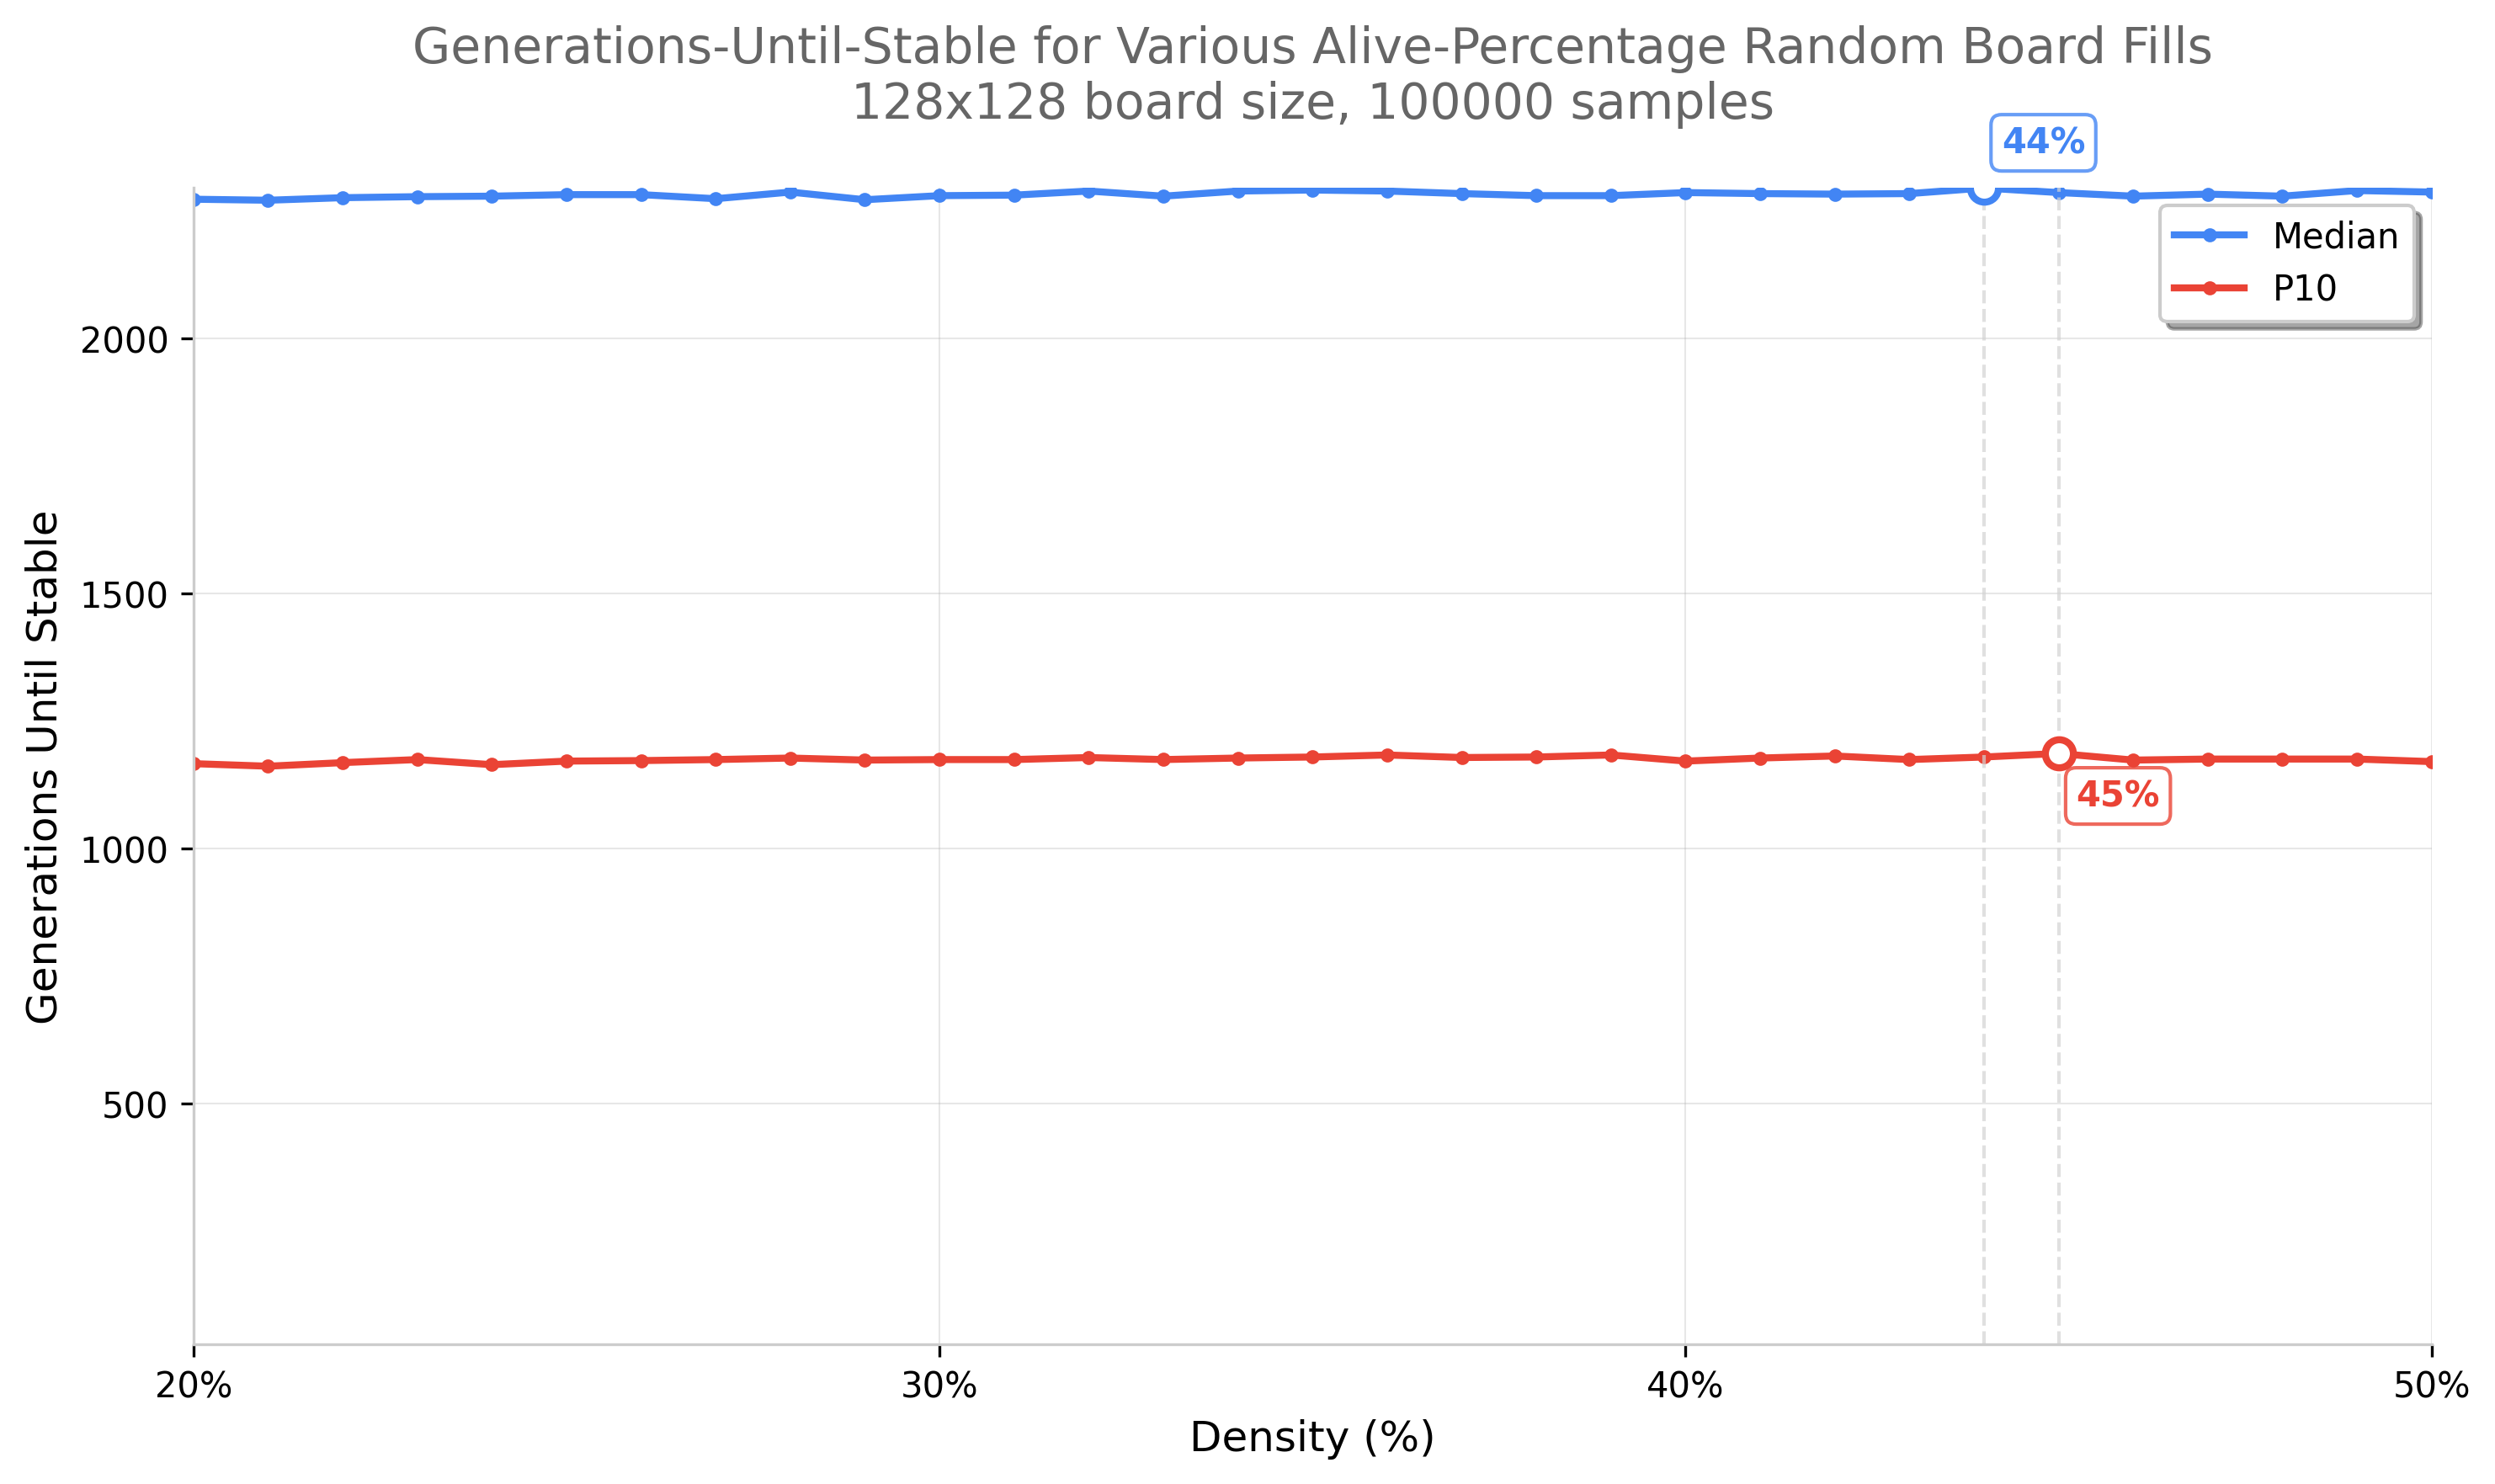 Generations-Until-Stable for Various Alive-Percentage Random Board Fills
128x128 board size, 100000 samples
44%
Median
P10
2000
1500
1000
500
Generations Until Stable
45%
20%
30%
40%
50%
Density (%)